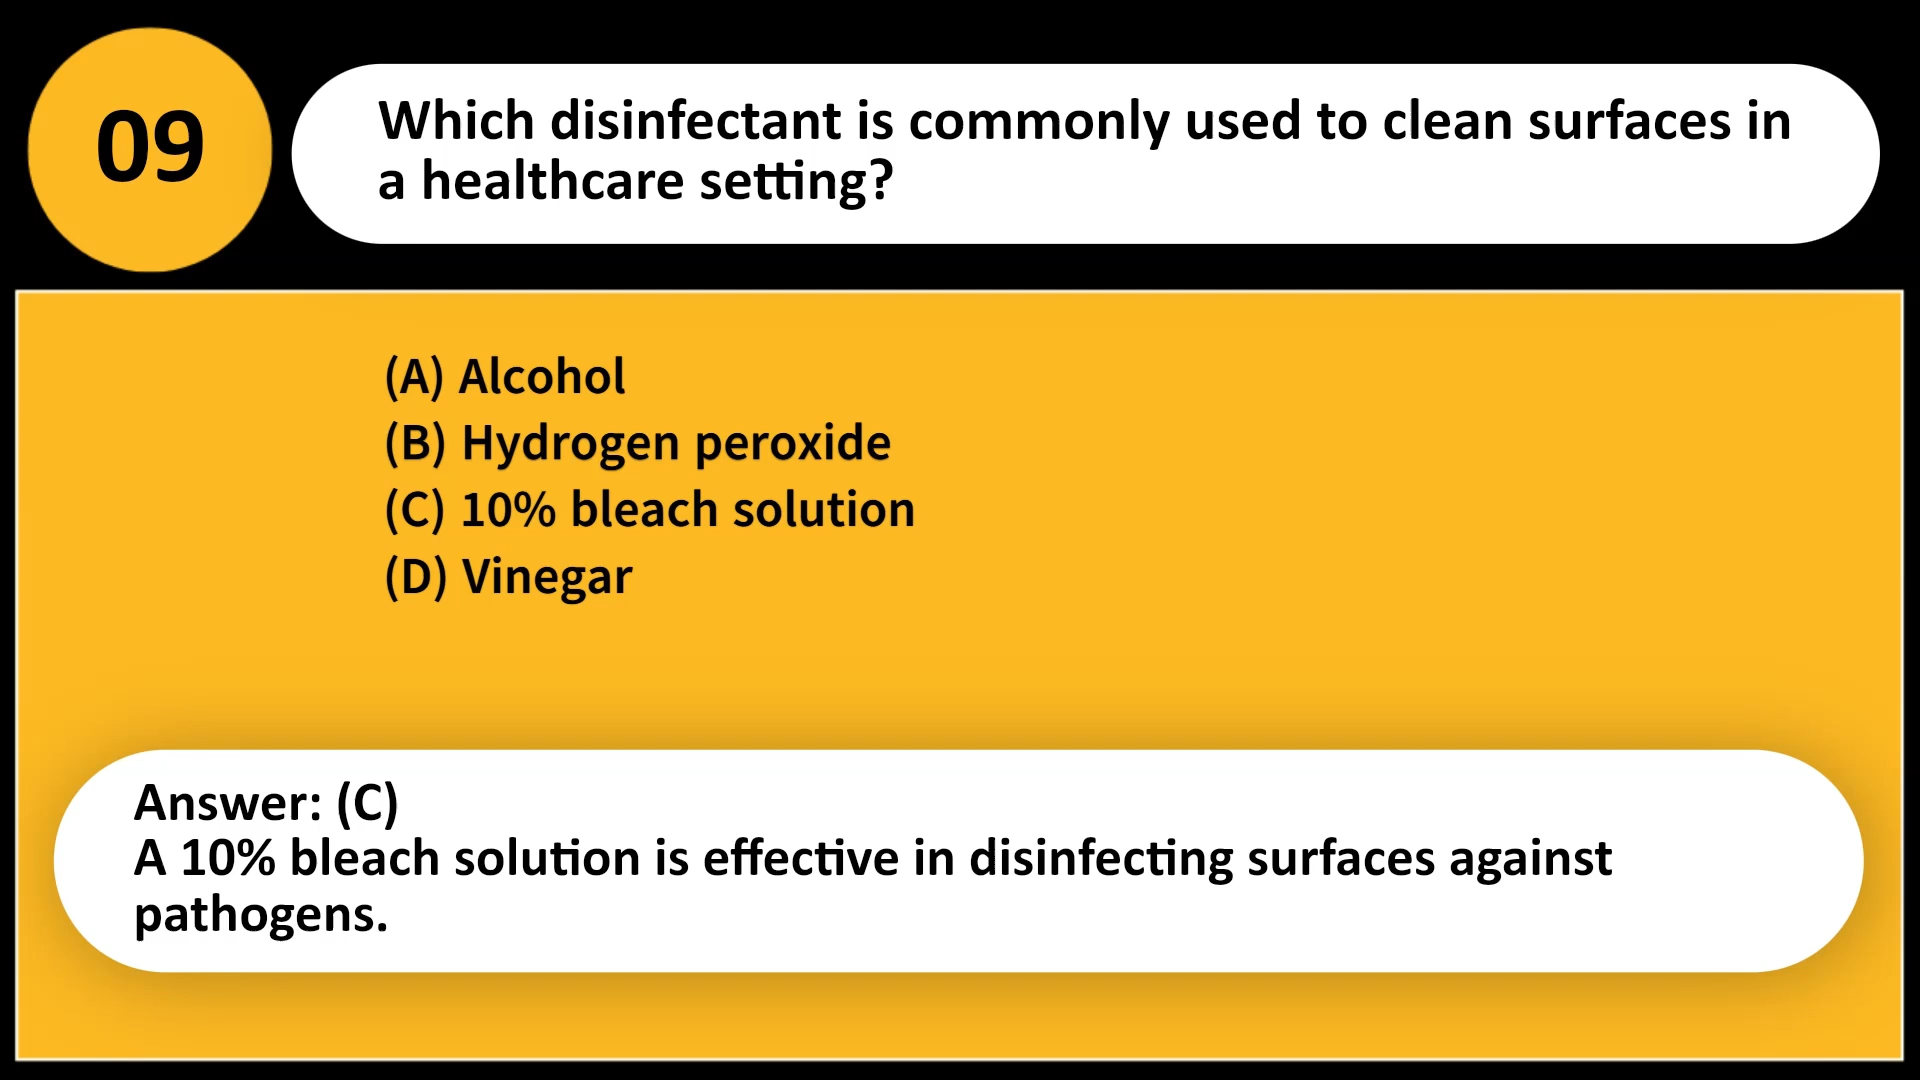 09
Which disinfectant is commonly used to clean surfaces in
a healthcare setting?
(A) Alcohol
(B) Hydrogen peroxide
(C) 10% bleach solution
(D) Vinegar
Answer: (C)
A 10% bleach solution is effective in disinfecting surfaces against
pathogens.